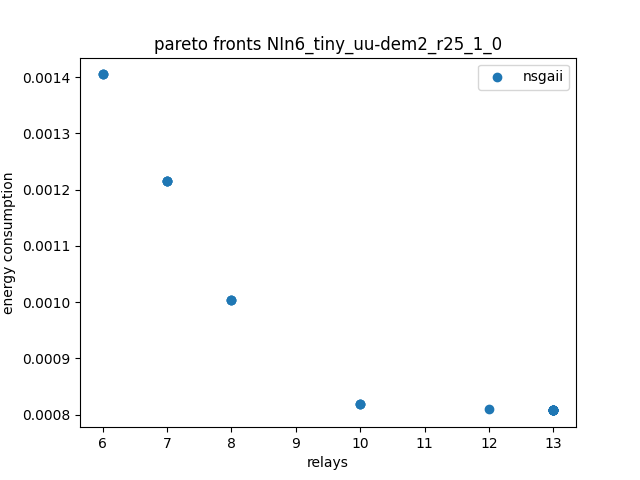 pareto fronts NIn6_tiny_uu-dem2_r25_1_0
nsgaii
0.0014
0.0013
0.0012
0.0011
0.0010
0.0009
0.0008
energy consumption
6 7 8 9 10 11 12 13
relays